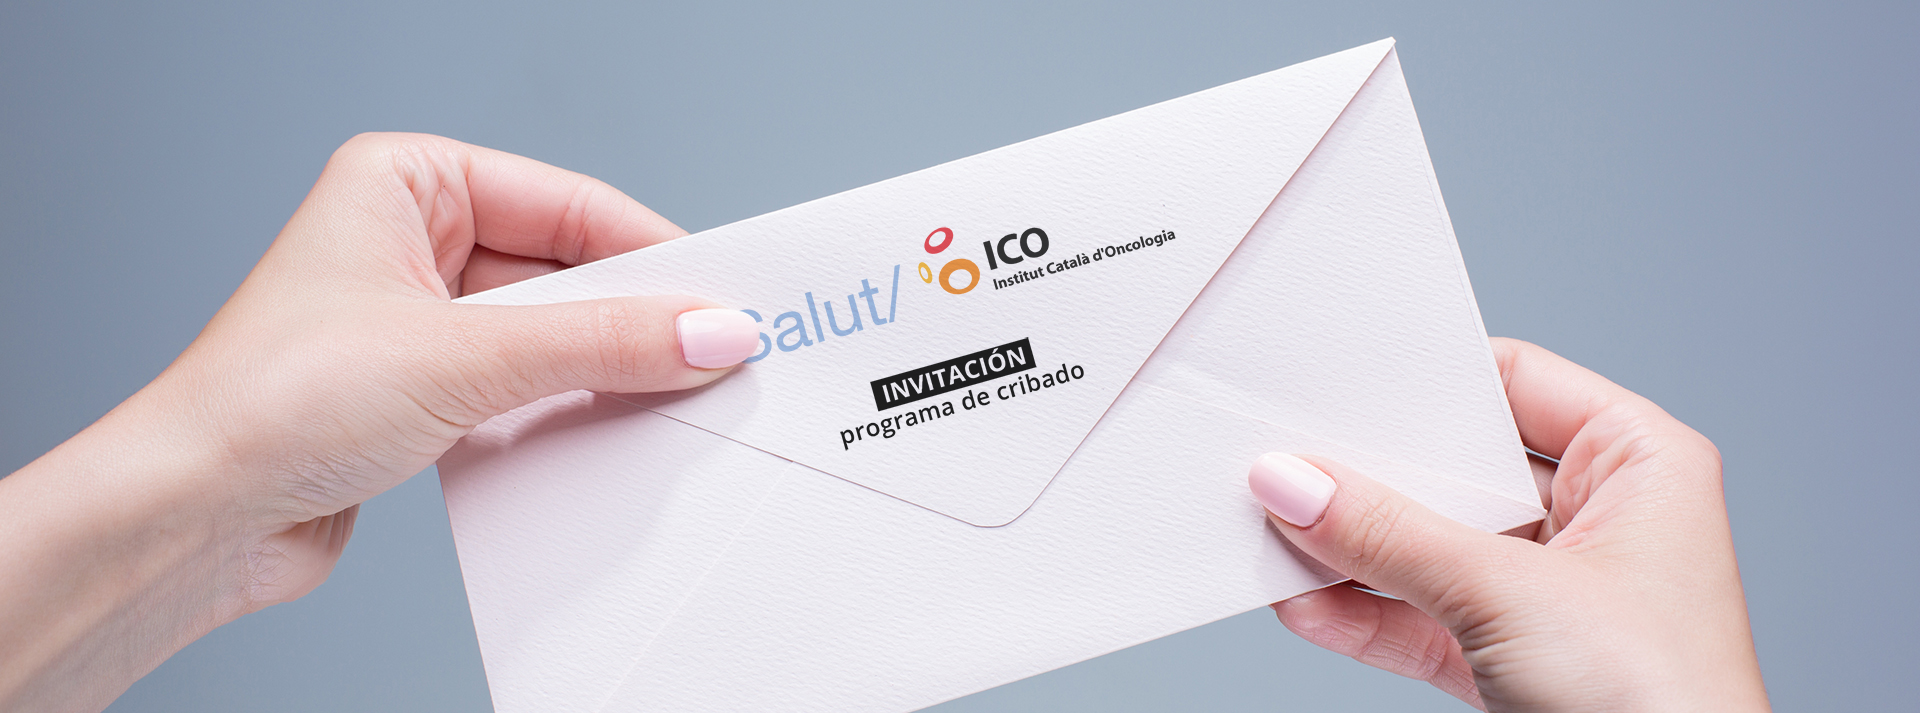 Salut/ ICO
Institut Català d'Oncologia
INVITACIÓN
programa de cribado